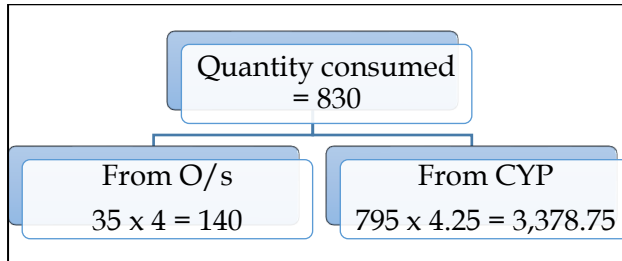 Quantity consumed
= 830
From O/s
35 x 4 = 140
From CYP
795 x 4.25 = 3,378.75